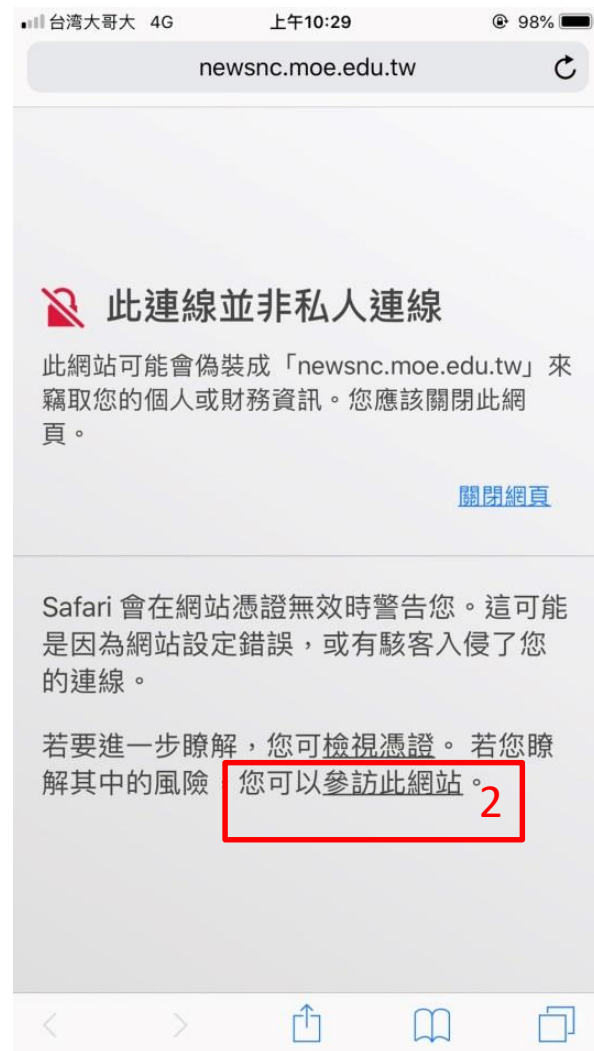 台湾大哥大 4G 上午10:29 98%
newsnc.moe.edu.tw
此連線並非私人連線
此網站可能會偽裝成「newsnc.moe.edu.tw」來
竊取您的個人或財務資訊。您應該關閉此網
頁。
關閉網頁
Safari 會在網站憑證無效時警告您。這可能
是因為網站設定錯誤，或有駭客入侵了您
的連線。
若要進一步瞭解，您可檢視憑證。 若您瞭
解其中的風險，您可以參訪此網站。
2